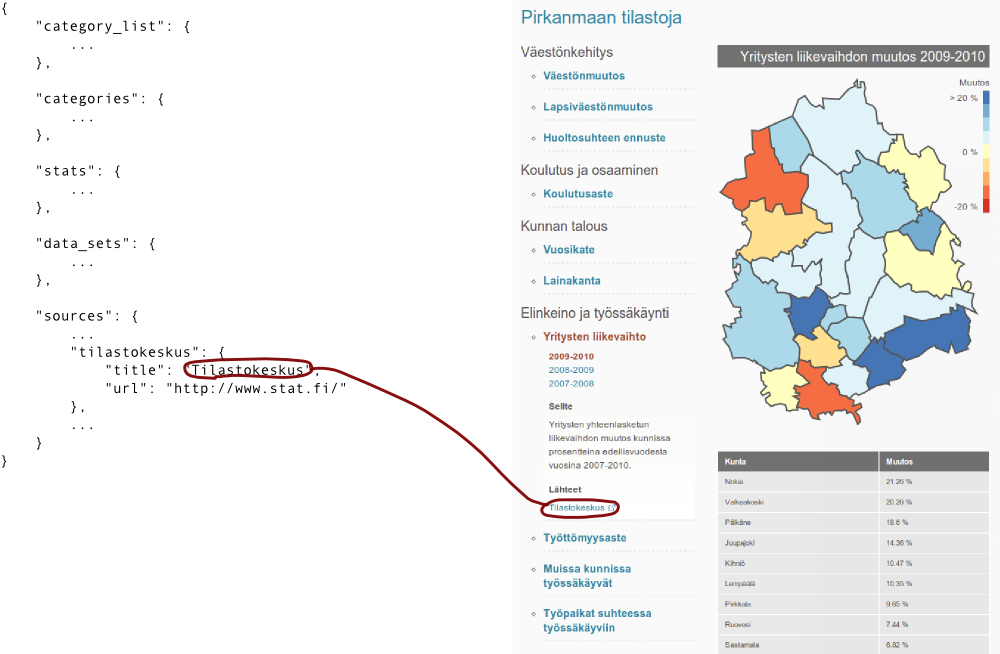 {
"category_list": {
...
},
"categories": {
...
},
"stats": {
...
},
"data_sets": {
...
},
"sources": {
...
"tilastokeskus": {
"title": "Tilastokeskus",
"url": "http://www.stat.fi/"
},
...
}
}
Pirkanmaan tilastoja
Väestönkehitys
Väestönmuutos
Lapsiväestönmuutos
Huoltosuhteen ennuste
Koulutus ja osaaminen
Koulutusaste
Kunnan talous
Vuosikate
Lainakanta
Elinkeino ja työssäkäynti
Yritysten liikevaihto
2009-2010
2008-2009
2007-2008
Selite
Yritysten yhteenlasketun
liikevaihdon muutos kunnissa
prosentteina edellisvuodesta
vuosina 2007-2010.
Lähteet
Tilastokeskus
Työttömyysaste
Muissa kunnissa
työssäkäyvät
Työpaikat suhteessa
työssäkäyviin
Yritysten liikevaihdon muutos 2009-2010
Muutos
> 20 %
0 %
-20 %
Kunta Muutos
Nokia 21.26 %
Valkeakoski 20.26 %
Pälkäne 18.6 %
Juupajoki 14.36 %
Kihniö 10.47 %
Lempäälä 10.35 %
Pirkkala 9.65 %
Ruovesi 7.44 %
Sastamala 6.82 %